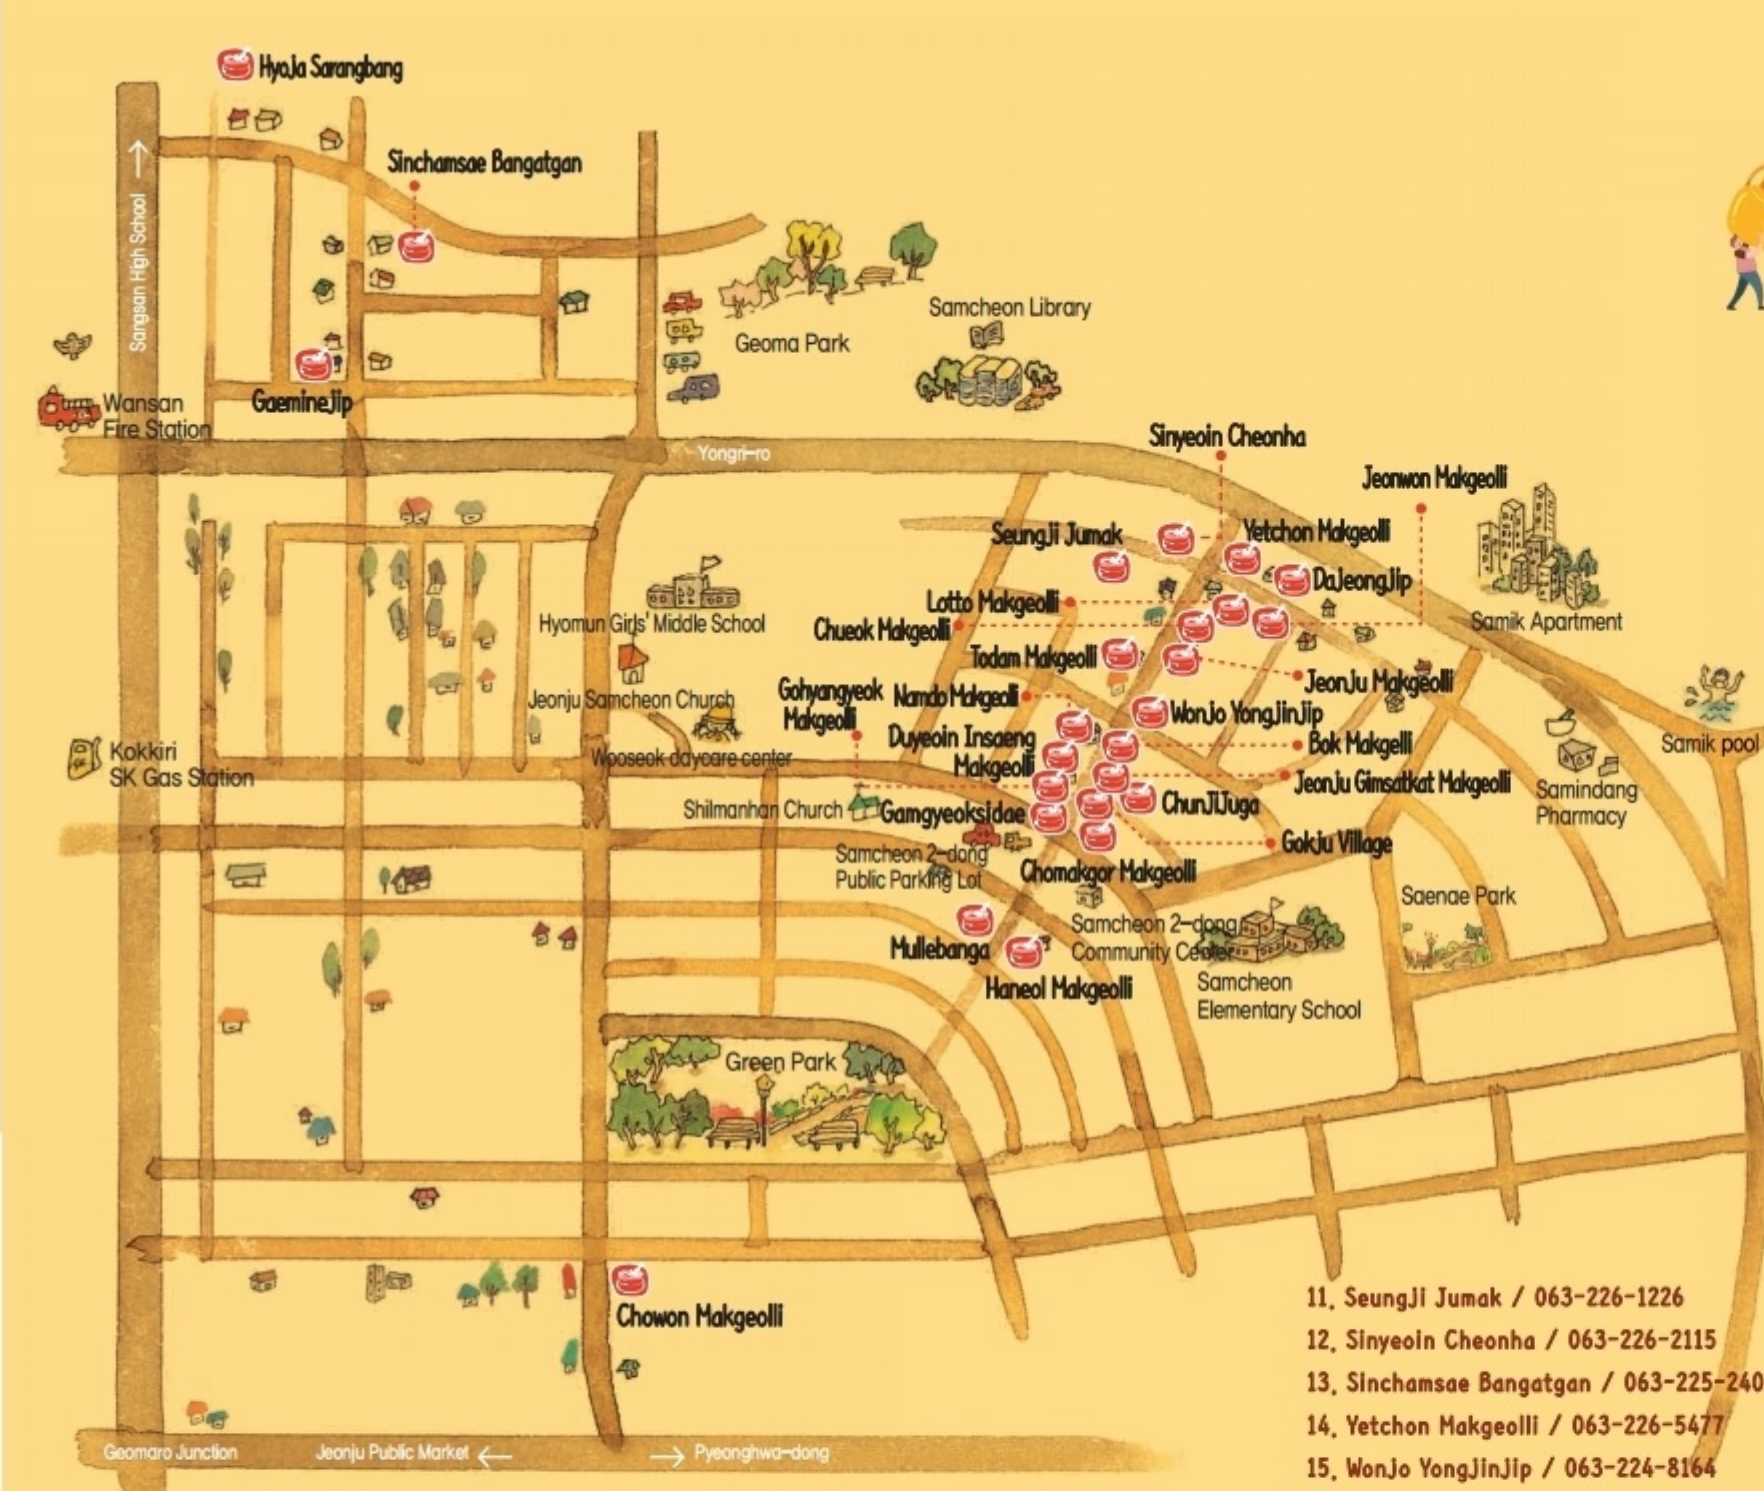 Hyoja Sarangbang
Sinchamsae Bangatgan
Sangsan High School
Geoma Park
Samcheon Library
Wansan
Fire Station
Gaeminejip
Yongri-ro
Sinyeoin Cheonha
Jeonwon Makgeolli
Seungji Jumak
Yetchon Makgeolli
Dajeongjip
Lotto Makgeolli
Chueok Makgeolli
Hyomun Girls' Middle School
Samik Apartment
Todam Makgeolli
Jeonju Makgeolli
Jeonju Samcheon Church
Gohyangyeok
Makgeolli
Namdo Makgeolli
Wonjo Yongjinjip
Duyeoin Insaeng
Makgeolli
Bok Makgelli
Samik pool
Kokkiri
SK Gas Station
Wooseok daycare center
Jeonju Gimsatkat Makgeolli
Samindang
Pharmacy
Shilmanhan Church
Gamgyeoksidae
ChunJiJuga
Gokju Village
Samcheon 2-dong
Public Parking Lot
Chomakgor Makgeolli
Saenae Park
Mullebanga
Samcheon 2-dong
Community Center
Haneol Makgeolli
Samcheon
Elementary School
Green Park
Chowon Makgeolli
11. Seungji Jumak / 063-226-1226
12. Sinyeoin Cheonha / 063-226-2115
13. Sinchamsae Bangatgan / 063-225-240
14. Yetchon Makgeolli / 063-226-5477
15. Wonjo Yongjinjip / 063-224-8164
Geomaro Junction
Jeonju Public Market ←
→ Pyeonghwa-dong